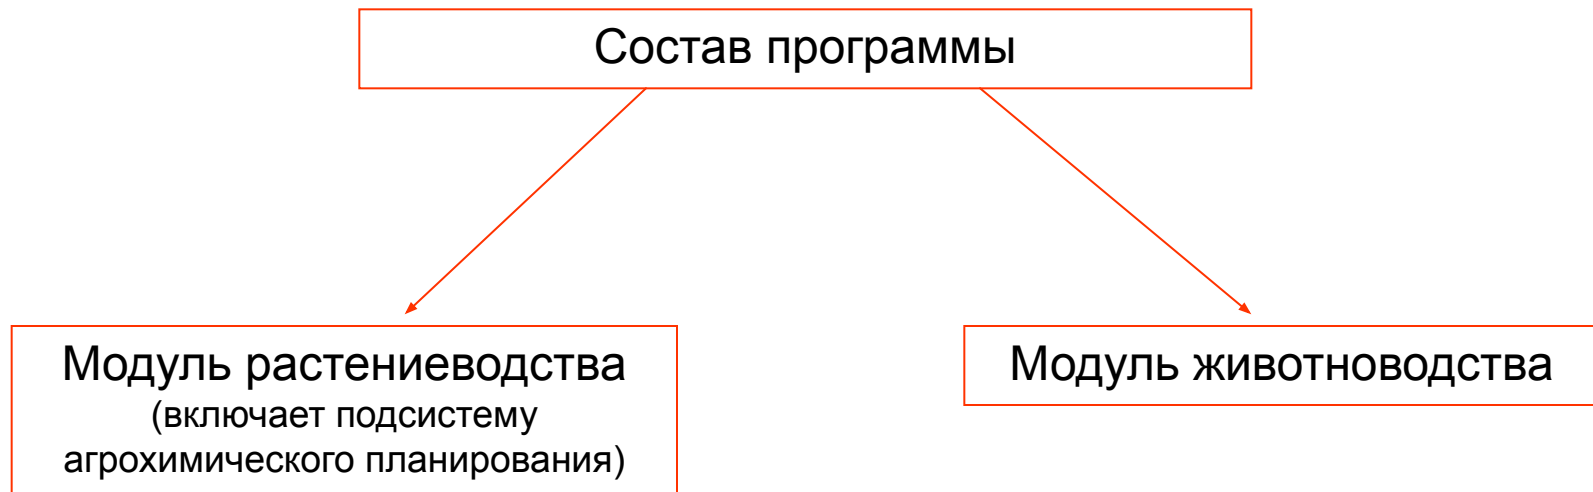 Состав программы
Модуль растениеводства
(включает подсистему
агрохимического планирования)
Модуль животноводства